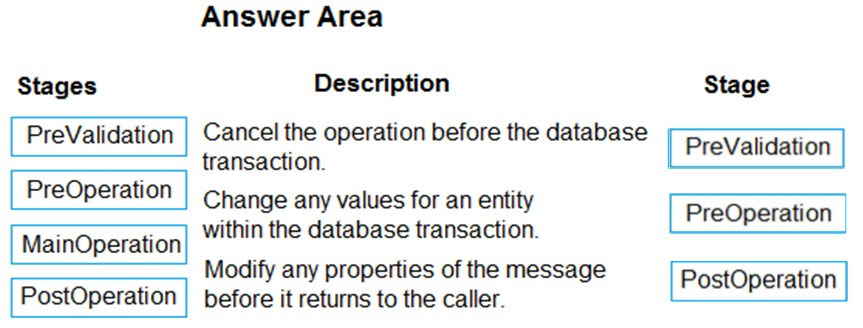 Answer Area
Stages
Description
Stage
PreValidation
PreOperation
MainOperation
PostOperation
Cancel the operation before the database
transaction.
Change any values for an entity
within the database transaction.
Modify any properties of the message
before it returns to the caller.
PreValidation
PreOperation
PostOperation